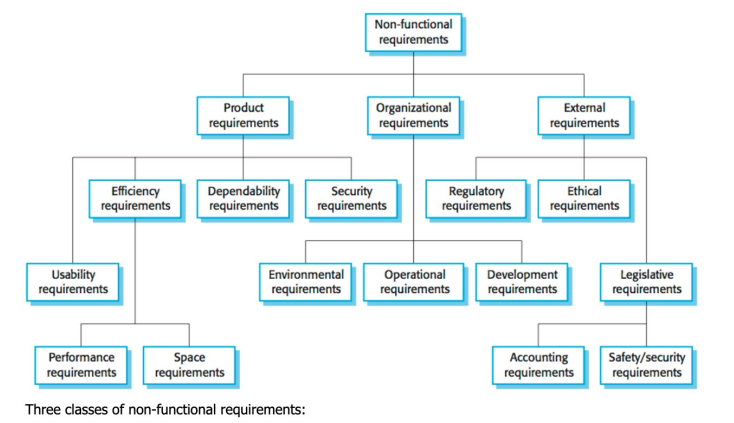 Non-functional
requirements
Product
requirements
Organizational
requirements
External
requirements
Efficiency
requirements
Dependability
requirements
Security
requirements
Regulatory
requirements
Ethical
requirements
Usability
requirements
Environmental
requirements
Operational
requirements
Development
requirements
Legislative
requirements
Performance
requirements
Space
requirements
Accounting
requirements
Safety/security
requirements
Three classes of non-functional requirements: